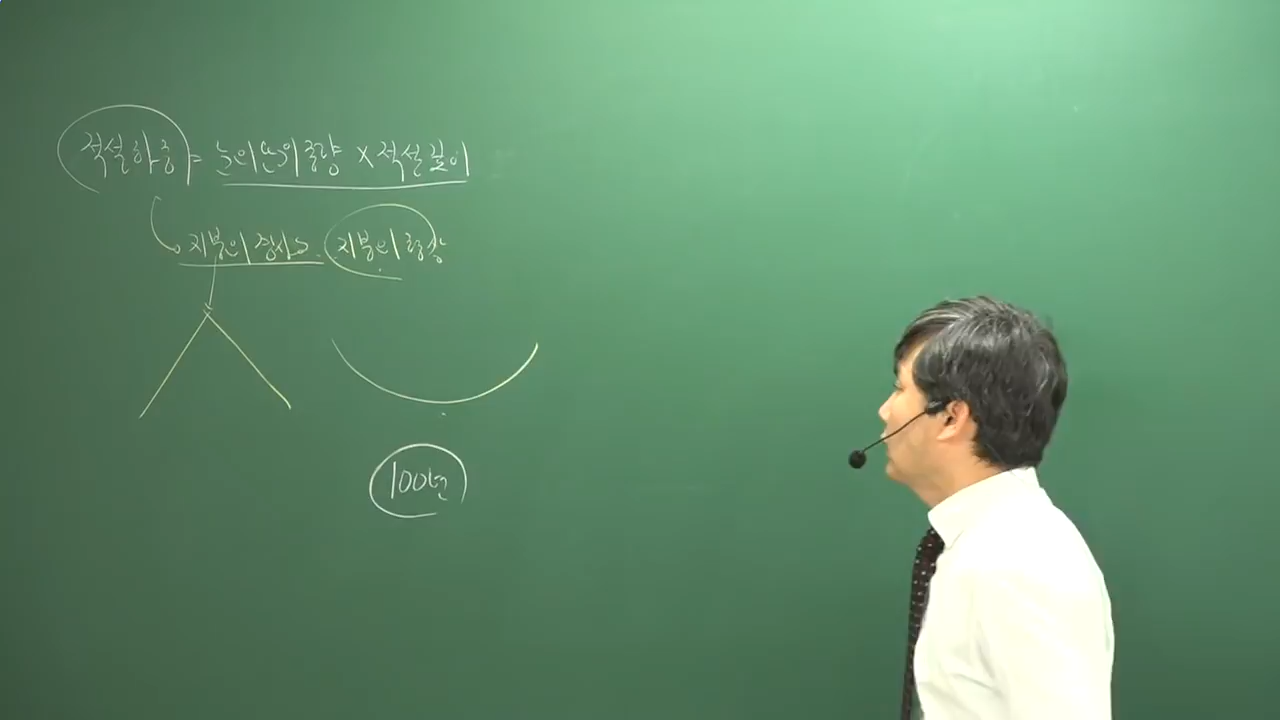 적설하중 = 눈의 단위중량 x 적설깊이
지붕의 경사도. 지붕의 형상
100년